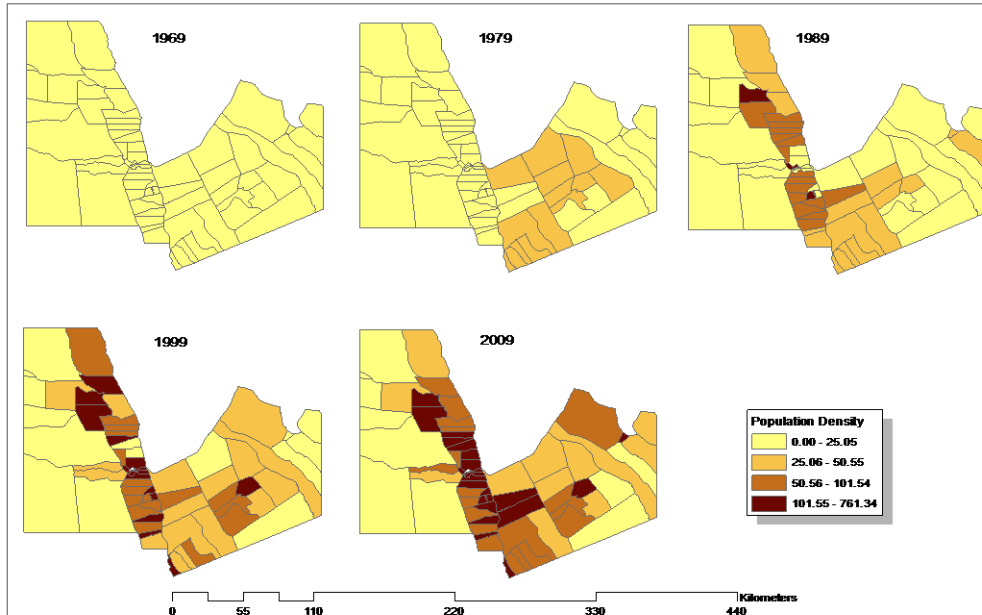 1969
1979
1989
1999
2009
Population Density
0.00 - 25.05
25.06 - 50.55
50.56 - 101.54
101.55 - 761.34
Kilometers
0 55 110 220 330 440